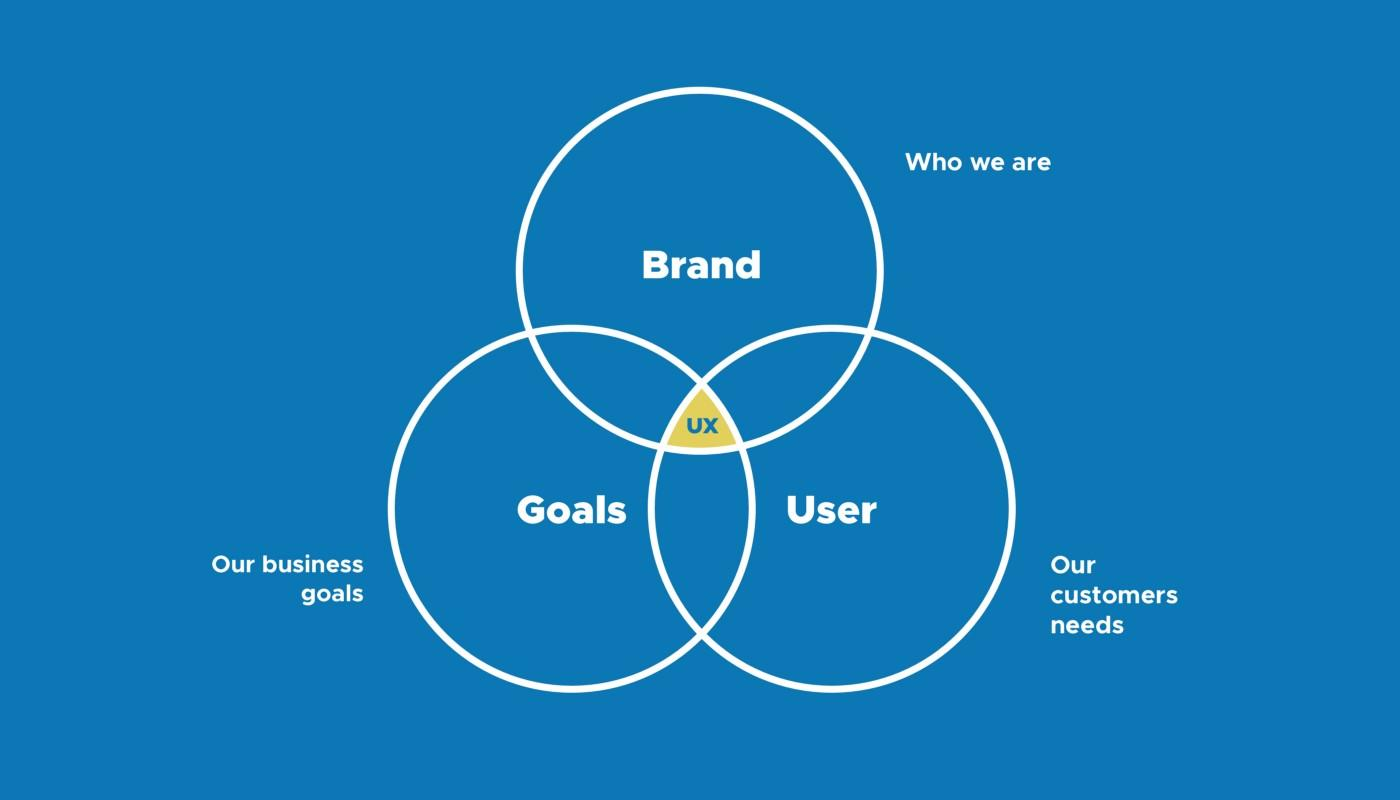 Who we are
Brand
UX
Goals
User
Our business
goals
Our
customers
needs